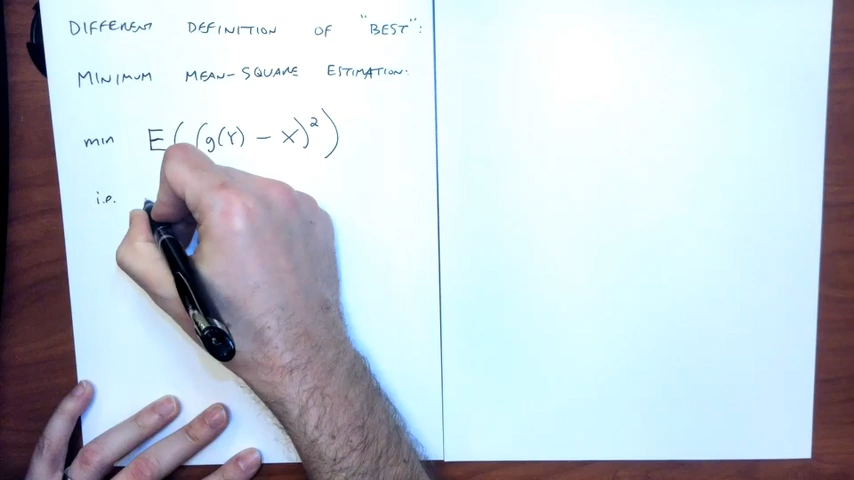 DIFFERENT DEFINITION OF "BEST":
MINIMUM MEAN-SQUARE ESTIMATION:
min E((g(Y) - X)²)
i.e.